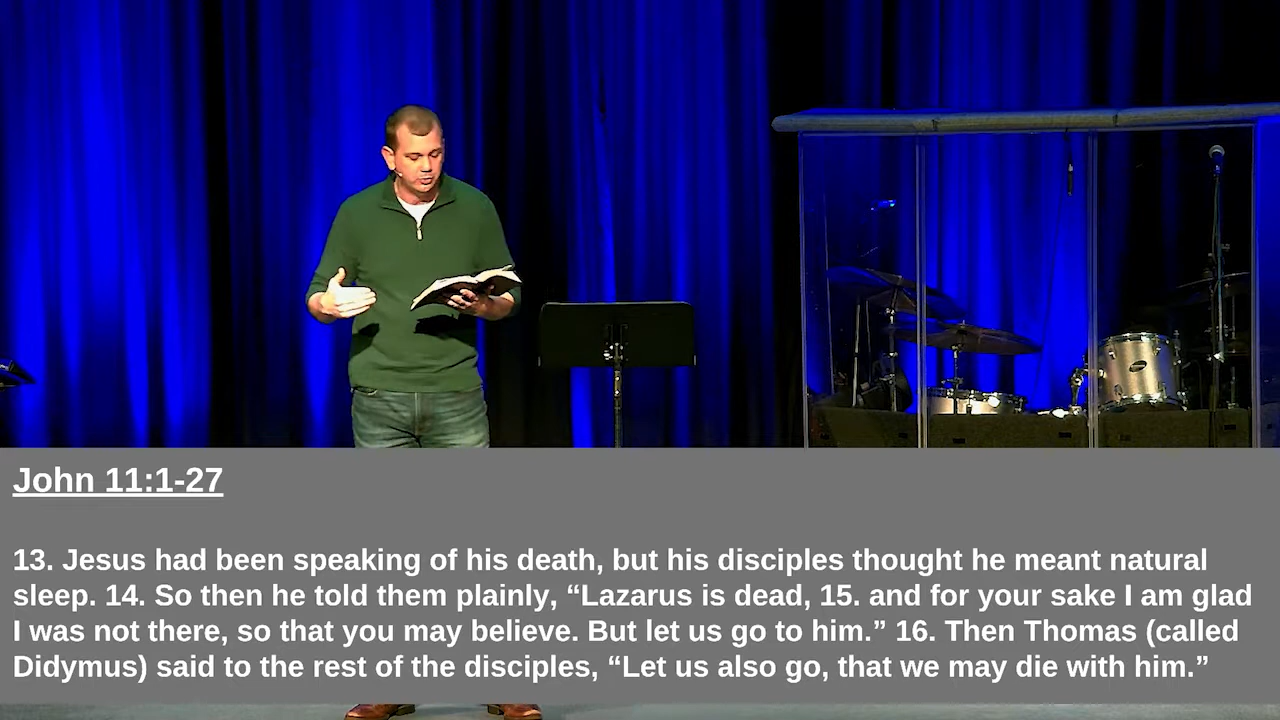 John 11:1-27
13. Jesus had been speaking of his death, but his disciples thought he meant natural
sleep. 14. So then he told them plainly, “Lazarus is dead, 15. and for your sake I am glad
I was not there, so that you may believe. But let us go to him.” 16. Then Thomas (called
Didymus) said to the rest of the disciples, “Let us also go, that we may die with him.”